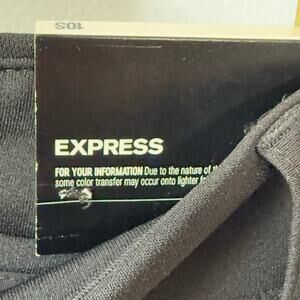 10S
EXPRESS
FOR YOUR INFORMATION Due to the nature of
some color transfer may occur onto lighter